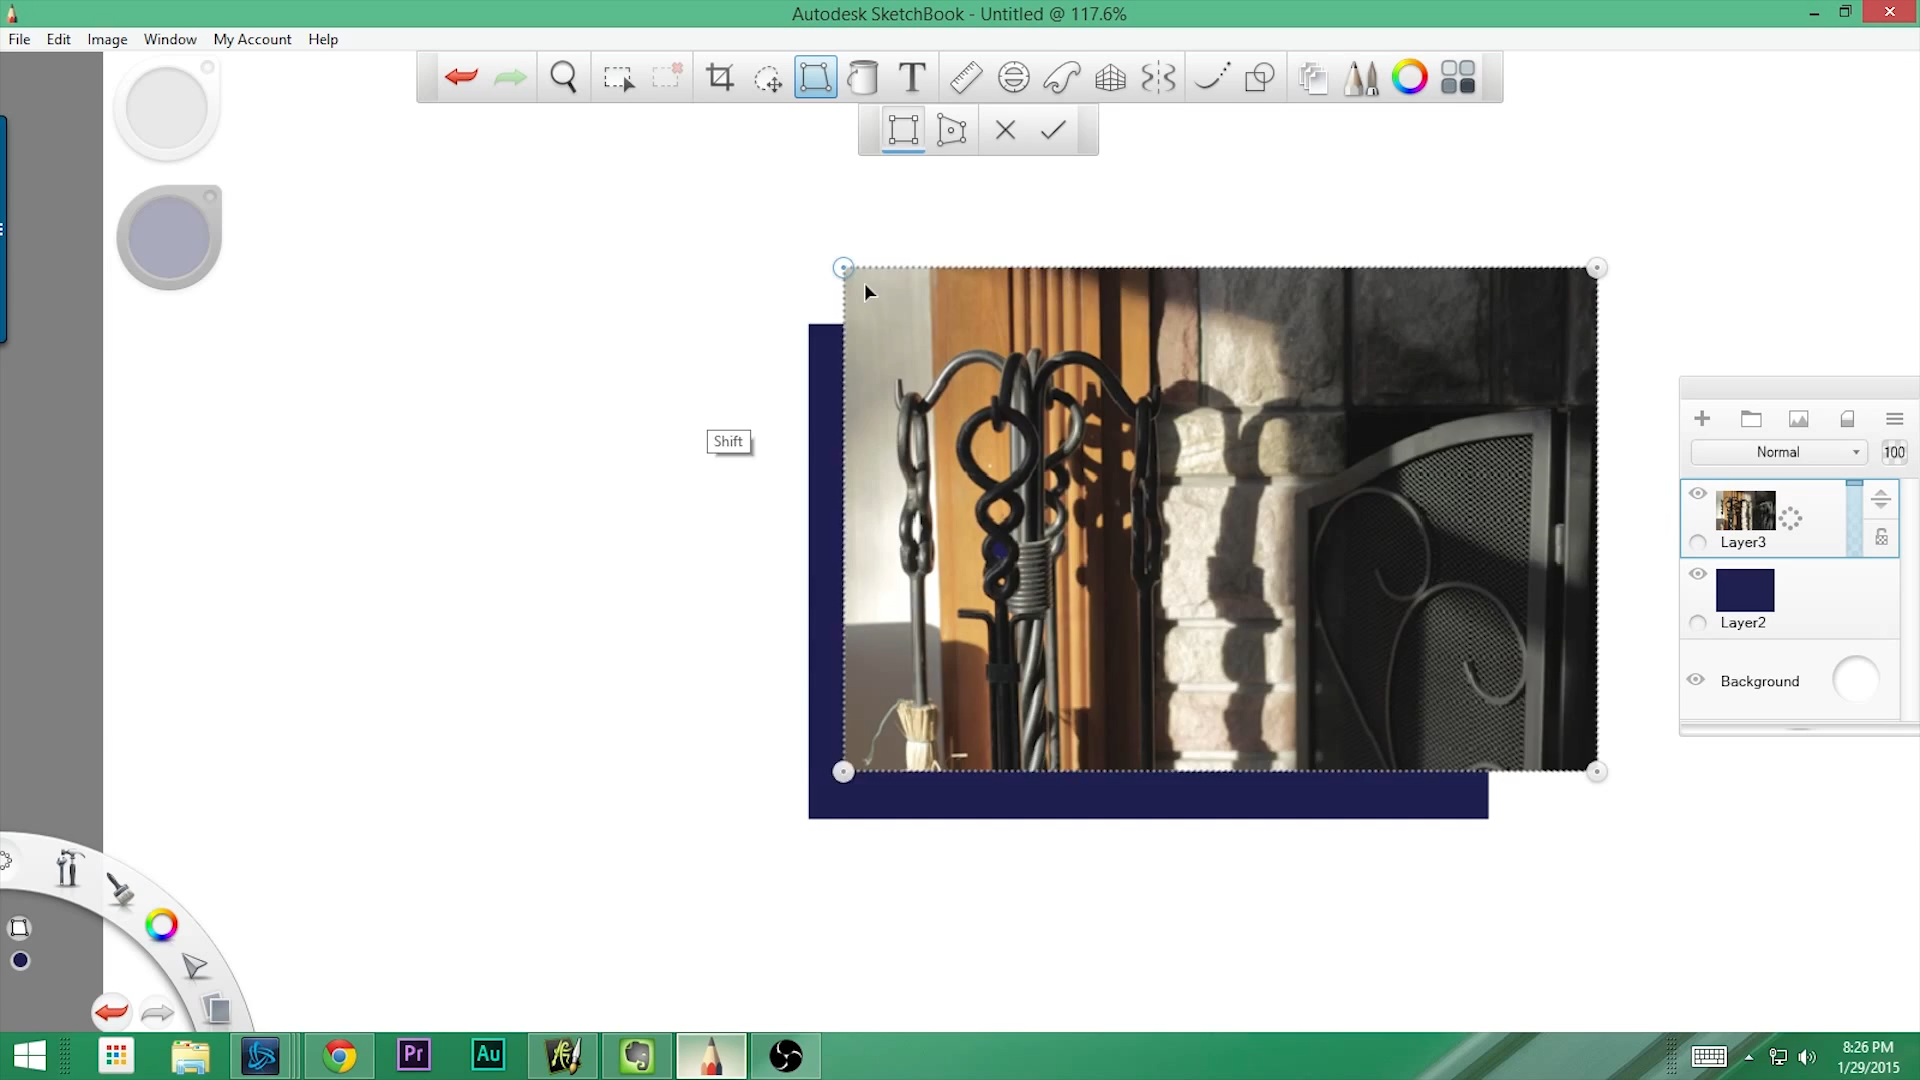 Autodesk SketchBook - Untitled @ 117.6%
File Edit Image Window My Account Help
T
Shift
Normal 100
Layer3
Layer2
Background
Pr Au
8:26 PM
1/29/2015